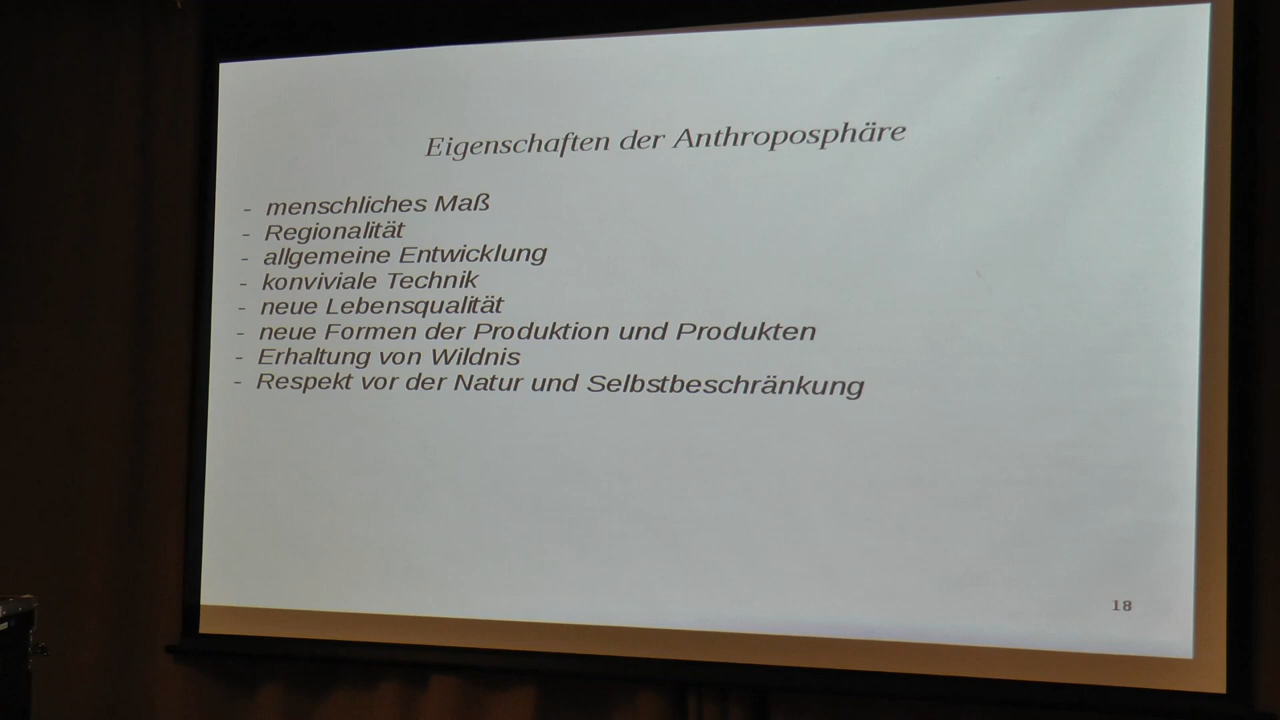 Eigenschaften der Anthroposphäre
- menschliches Maß
- Regionalität
- allgemeine Entwicklung
- konviviale Technik
- neue Lebensqualität
- neue Formen der Produktion und Produkten
- Erhaltung von Wildnis
- Respekt vor der Natur und Selbstbeschränkung
18